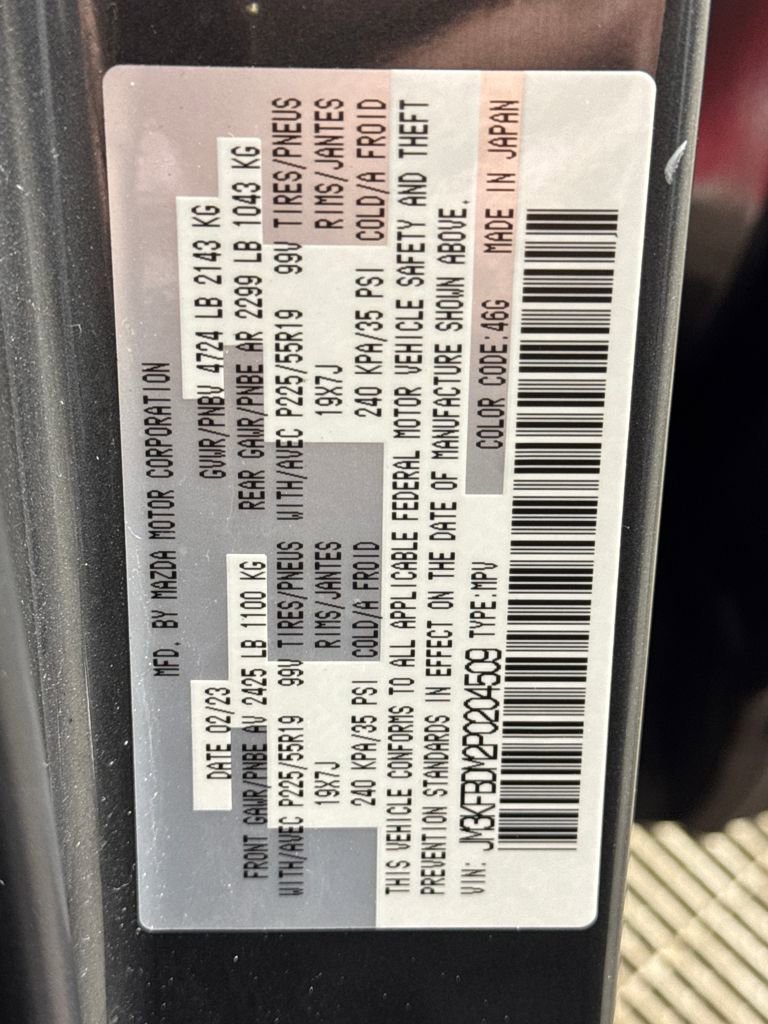 MFD. BY MAZDA MOTOR CORPORATION
DATE 02/23 GVWR/PNBV 4724 LB 2143 KG
FRONT GAWR/PNBE AV 2425 LB 1100 KG REAR GAWR/PNBE AR 2299 LB 1043 KG
WITH/AVEC P225/55R19 99V TIRES/PNEUS WITH/AVEC P225/55R19 99V TIRES/PNEUS
19X7J RIMS/JANTES 19X7J RIMS/JANTES
240 KPA/35 PSI COLD/A FROID 240 KPA/35 PSI COLD/A FROID
THIS VEHICLE CONFORMS TO ALL APPLICABLE FEDERAL MOTOR VEHICLE SAFETY AND THEFT
PREVENTION STANDARDS IN EFFECT ON THE DATE OF MANUFACTURE SHOWN ABOVE.
VIN: JM3KFBDM2P0204509 TYPE:MPV COLOR CODE:46G MADE IN JAPAN